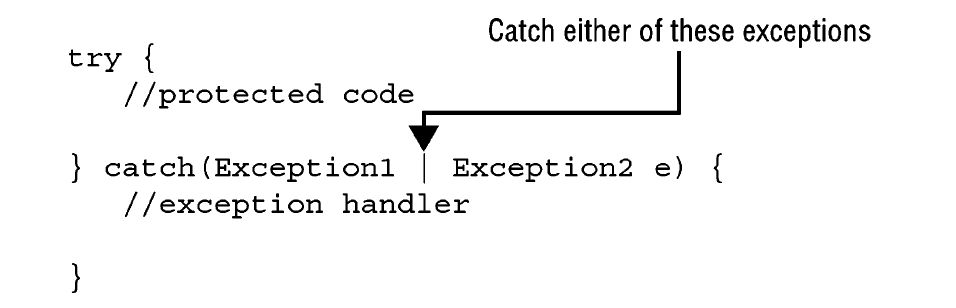 Catch either of these exceptions
try {
//protected code
} catch(Exception1 | Exception2 e) {
//exception handler
}